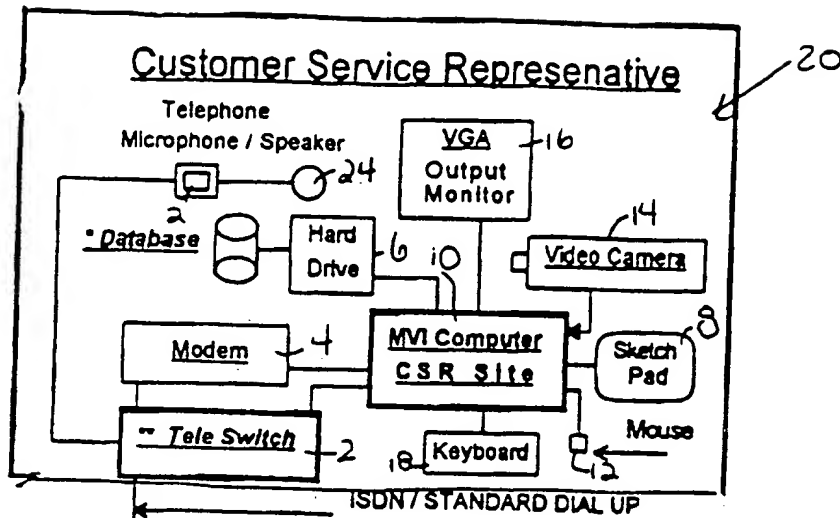 Customer Service Represenative
20
Telephone
Microphone / Speaker
24
2
VGA
Output
Monitor
16
* Database
Hard
Drive
6
10
14
Video Camera
Modem
4
MVI Computer
CSR Site
Sketch
Pad
8
** Tele Switch
2
Keyboard
18
12
Mouse
ISDN / STANDARD DIAL UP